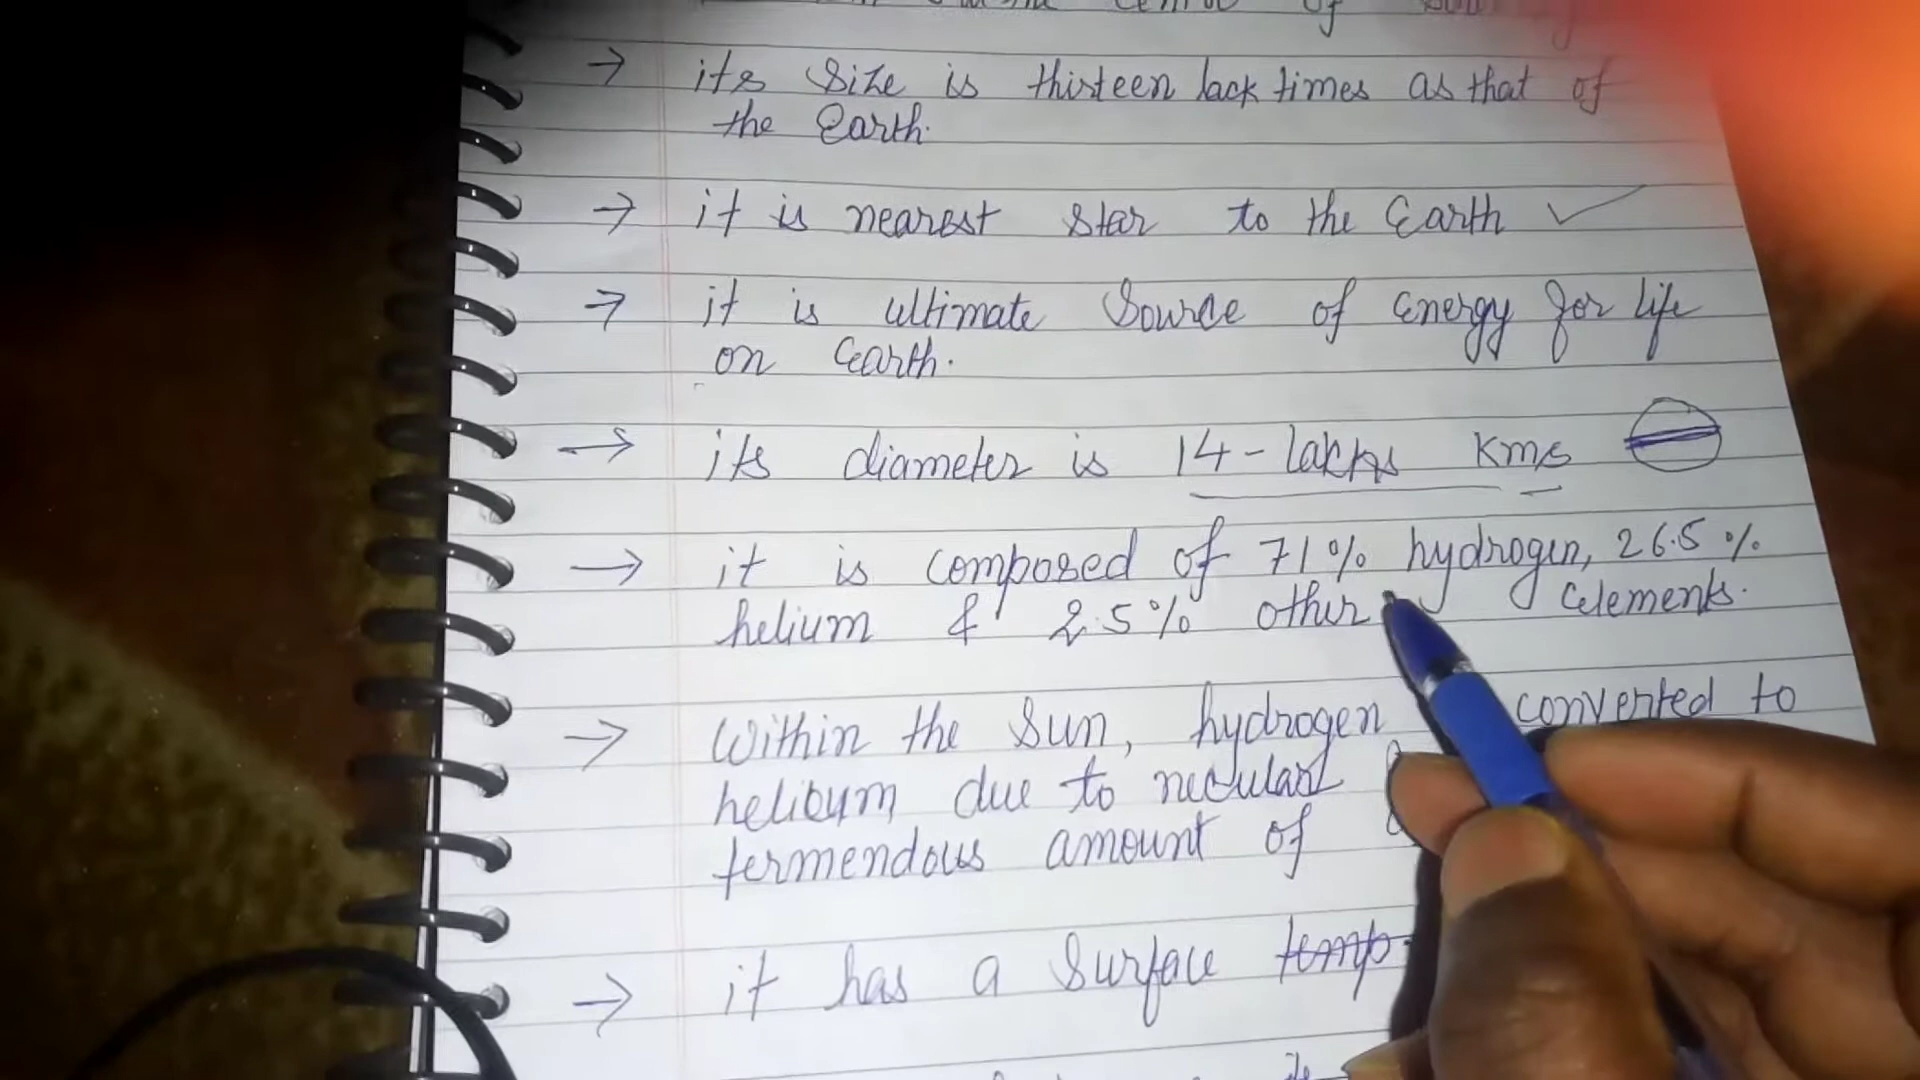 of
→ its Size is thirteen lack times as that of
the Earth.
→ it is nearest star to the Earth ✓
→ it is ultimate Source of Energy for life
on Earth.
→ its diameter is 14 - lakhs Kms
→ it is composed of 71% hydrogen, 26.5%
helium & 2.5% other elements.
→ Within the Sun, hydrogen converted to
helium due to
termendous amount of
→ it has a Surface temp